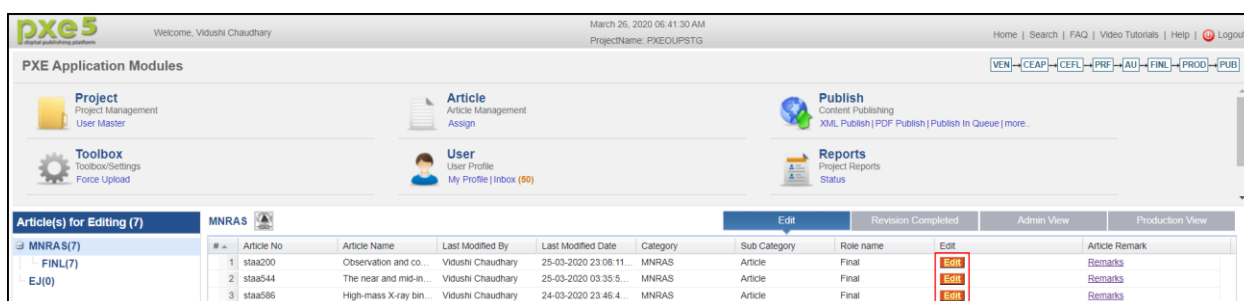 pxe5
digital publishing platform
Welcome, Vidushi Chaudhary
March 26, 2020 06:41:30 AM
ProjectName: PXEOUPSTG
Home | Search | FAQ | Video Tutorials | Help | Logout
PXE Application Modules
VEN CEAP CEFL PRF AU FINL PROD PUB
Project
Project Management
User Master
Article
Article Management
Assign
Publish
Content Publishing
XML Publish | PDF Publish | Publish In Queue | more..
Toolbox
Toolbox/Settings
Force Upload
User
User Profile
My Profile | Inbox (50)
Reports
Project Reports
Status
Article(s) for Editing (7)
MNRAS
Edit Revision Completed Admin View Production View
MNRAS(7)
FINL(7)
EJ(0)
# Article No Article Name Last Modified By Last Modified Date Category Sub Category Role name Edit Article Remark
1 staa200 Observation and co... Vidushi Chaudhary 25-03-2020 23:08:11... MNRAS Article Final Edit Remarks
2 staa544 The near and mid-in... Vidushi Chaudhary 25-03-2020 03:35:5... MNRAS Article Final Edit Remarks
3 staa586 High-mass X-ray bin... Vidushi Chaudhary 24-03-2020 23:46:4... MNRAS Article Final Edit Remarks